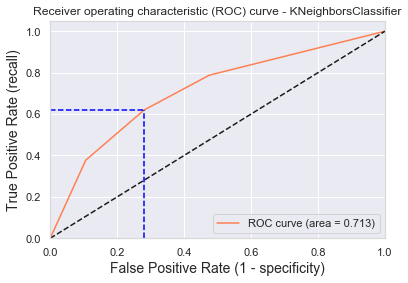 Receiver operating characteristic (ROC) curve - KNeighborsClassifier
True Positive Rate (recall)
1.0
0.8
0.6
0.4
0.2
0.0
ROC curve (area = 0.713)
0.0 0.2 0.4 0.6 0.8 1.0
False Positive Rate (1 - specificity)